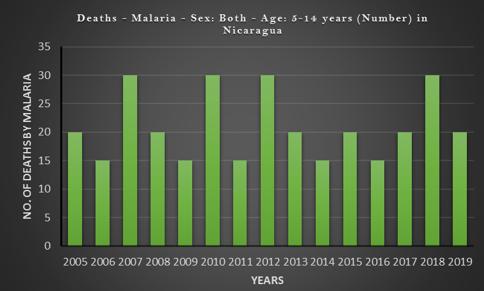 Deaths - Malaria - Sex: Both - Age: 5-14 years (Number) in
Nicaragua
35
30
25
20
15
10
5
0
NO. OF DEATHS BY MALARIA
2005 2006 2007 2008 2009 2010 2011 2012 2013 2014 2015 2016 2017 2018 2019
YEARS